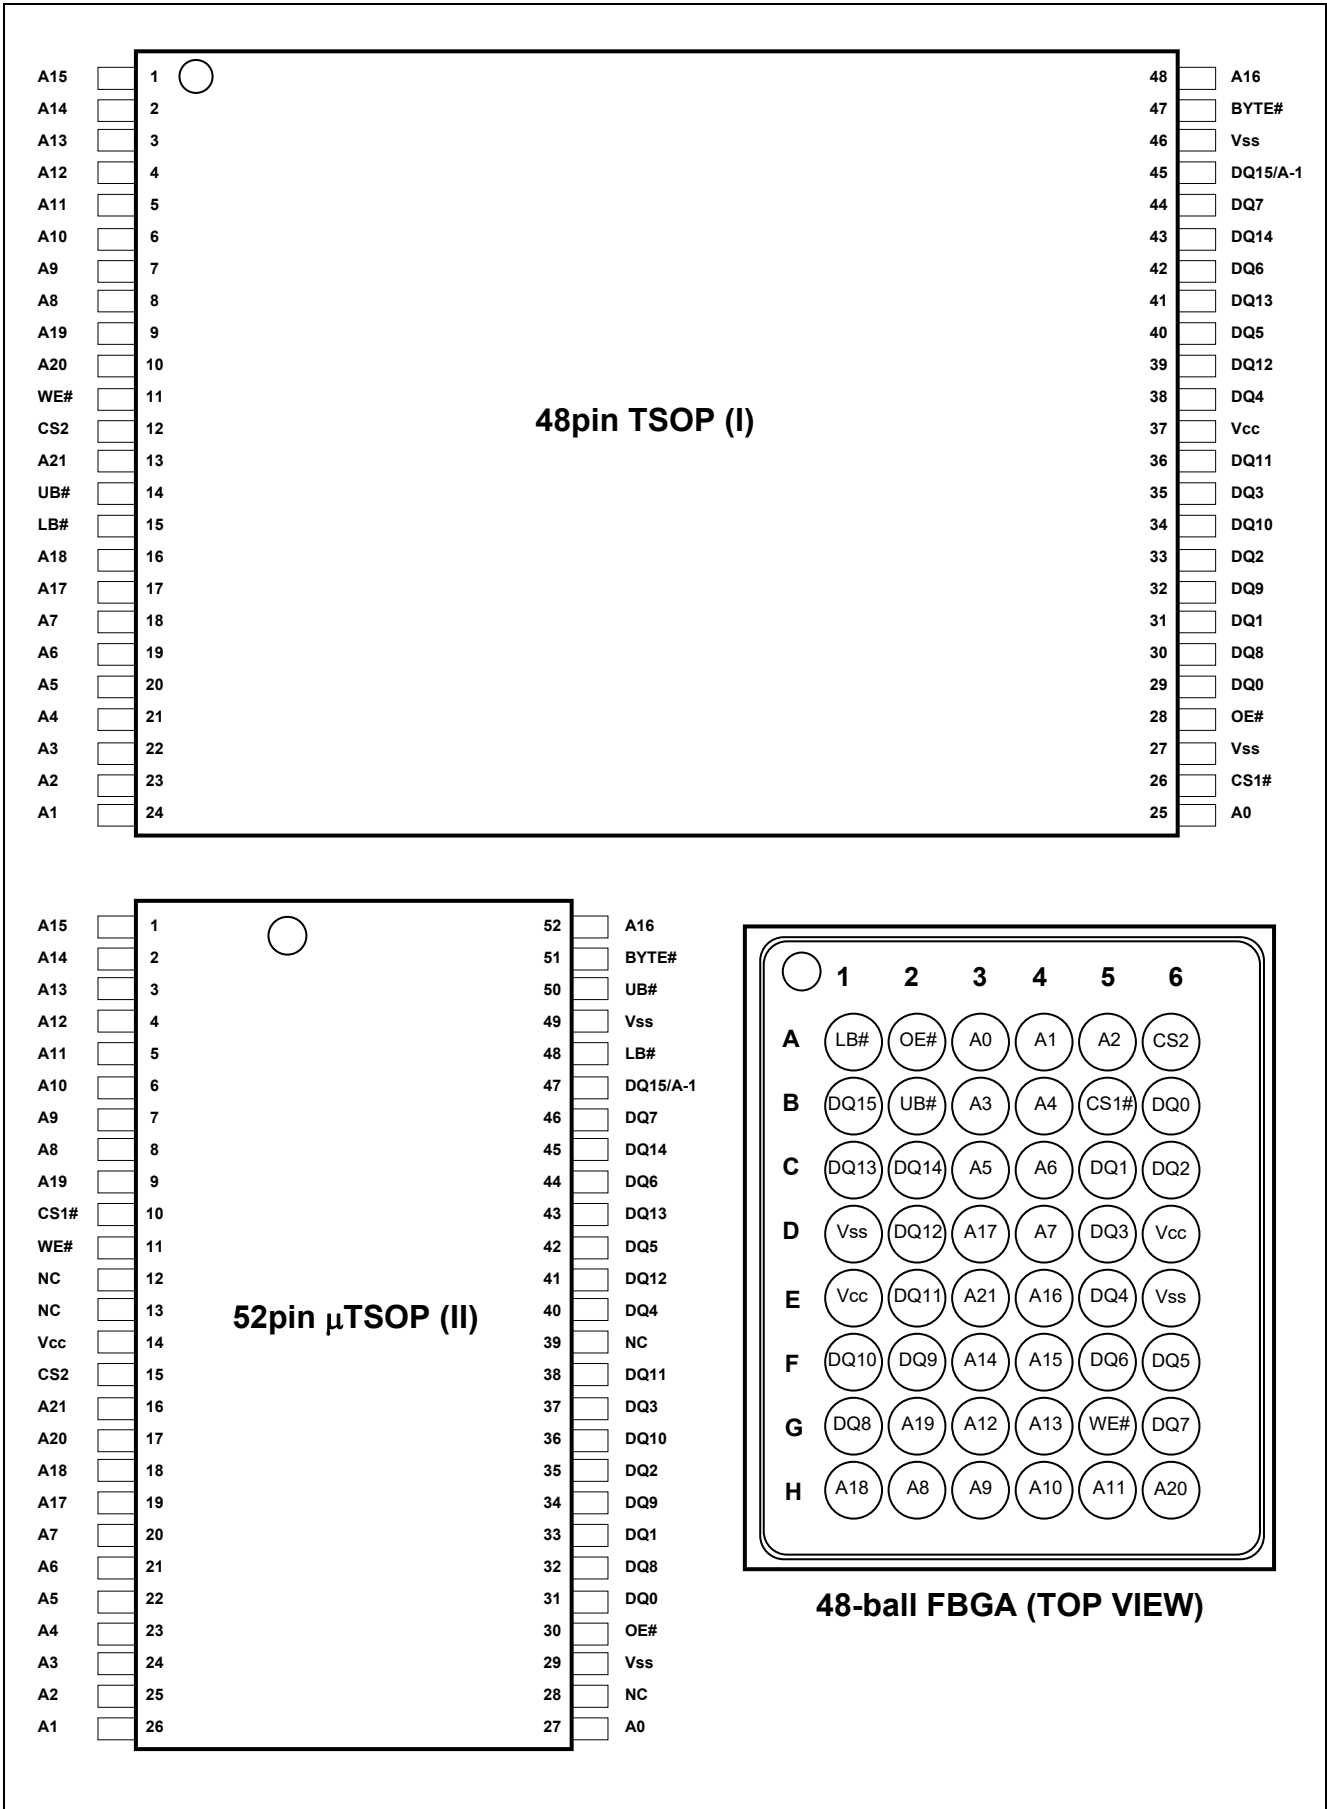 A15 1 48 A16
A14 2 47 BYTE#
A13 3 46 Vss
A12 4 45 DQ15/A-1
A11 5 44 DQ7
A10 6 43 DQ14
A9 7 42 DQ6
A8 8 41 DQ13
A19 9 40 DQ5
A20 10 39 DQ12
WE# 11 38 DQ4
CS2 12 37 Vcc
A21 13 36 DQ11
UB# 14 35 DQ3
LB# 15 34 DQ10
A18 16 33 DQ2
A17 17 32 DQ9
A7 18 31 DQ1
A6 19 30 DQ8
A5 20 29 DQ0
A4 21 28 OE#
A3 22 27 Vss
A2 23 26 CS1#
A1 24 25 A0
48pin TSOP (I)
A15 1 52 A16
A14 2 51 BYTE#
A13 3 50 UB#
A12 4 49 Vss
A11 5 48 LB#
A10 6 47 DQ15/A-1
A9 7 46 DQ7
A8 8 45 DQ14
A19 9 44 DQ6
CS1# 10 43 DQ13
WE# 11 42 DQ5
NC 12 41 DQ12
NC 13 40 DQ4
Vcc 14 39 NC
CS2 15 38 DQ11
A21 16 37 DQ3
A20 17 36 DQ10
A18 18 35 DQ2
A17 19 34 DQ9
A7 20 33 DQ1
A6 21 32 DQ8
A5 22 31 DQ0
A4 23 30 OE#
A3 24 29 Vss
A2 25 28 NC
A1 26 27 A0
52pin μTSOP (II)
1 2 3 4 5 6
A LB# OE# A0 A1 A2 CS2
B DQ15 UB# A3 A4 CS1# DQ0
C DQ13 DQ14 A5 A6 DQ1 DQ2
D Vss DQ12 A17 A7 DQ3 Vcc
E Vcc DQ11 A21 A16 DQ4 Vss
F DQ10 DQ9 A14 A15 DQ6 DQ5
G DQ8 A19 A12 A13 WE# DQ7
H A18 A8 A9 A10 A11 A20
48-ball FBGA (TOP VIEW)